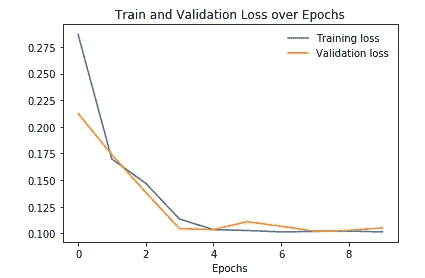 Train and Validation Loss over Epochs
Training loss
Validation loss
0.275
0.250
0.225
0.200
0.175
0.150
0.125
0.100
0 2 4 6 8
Epochs